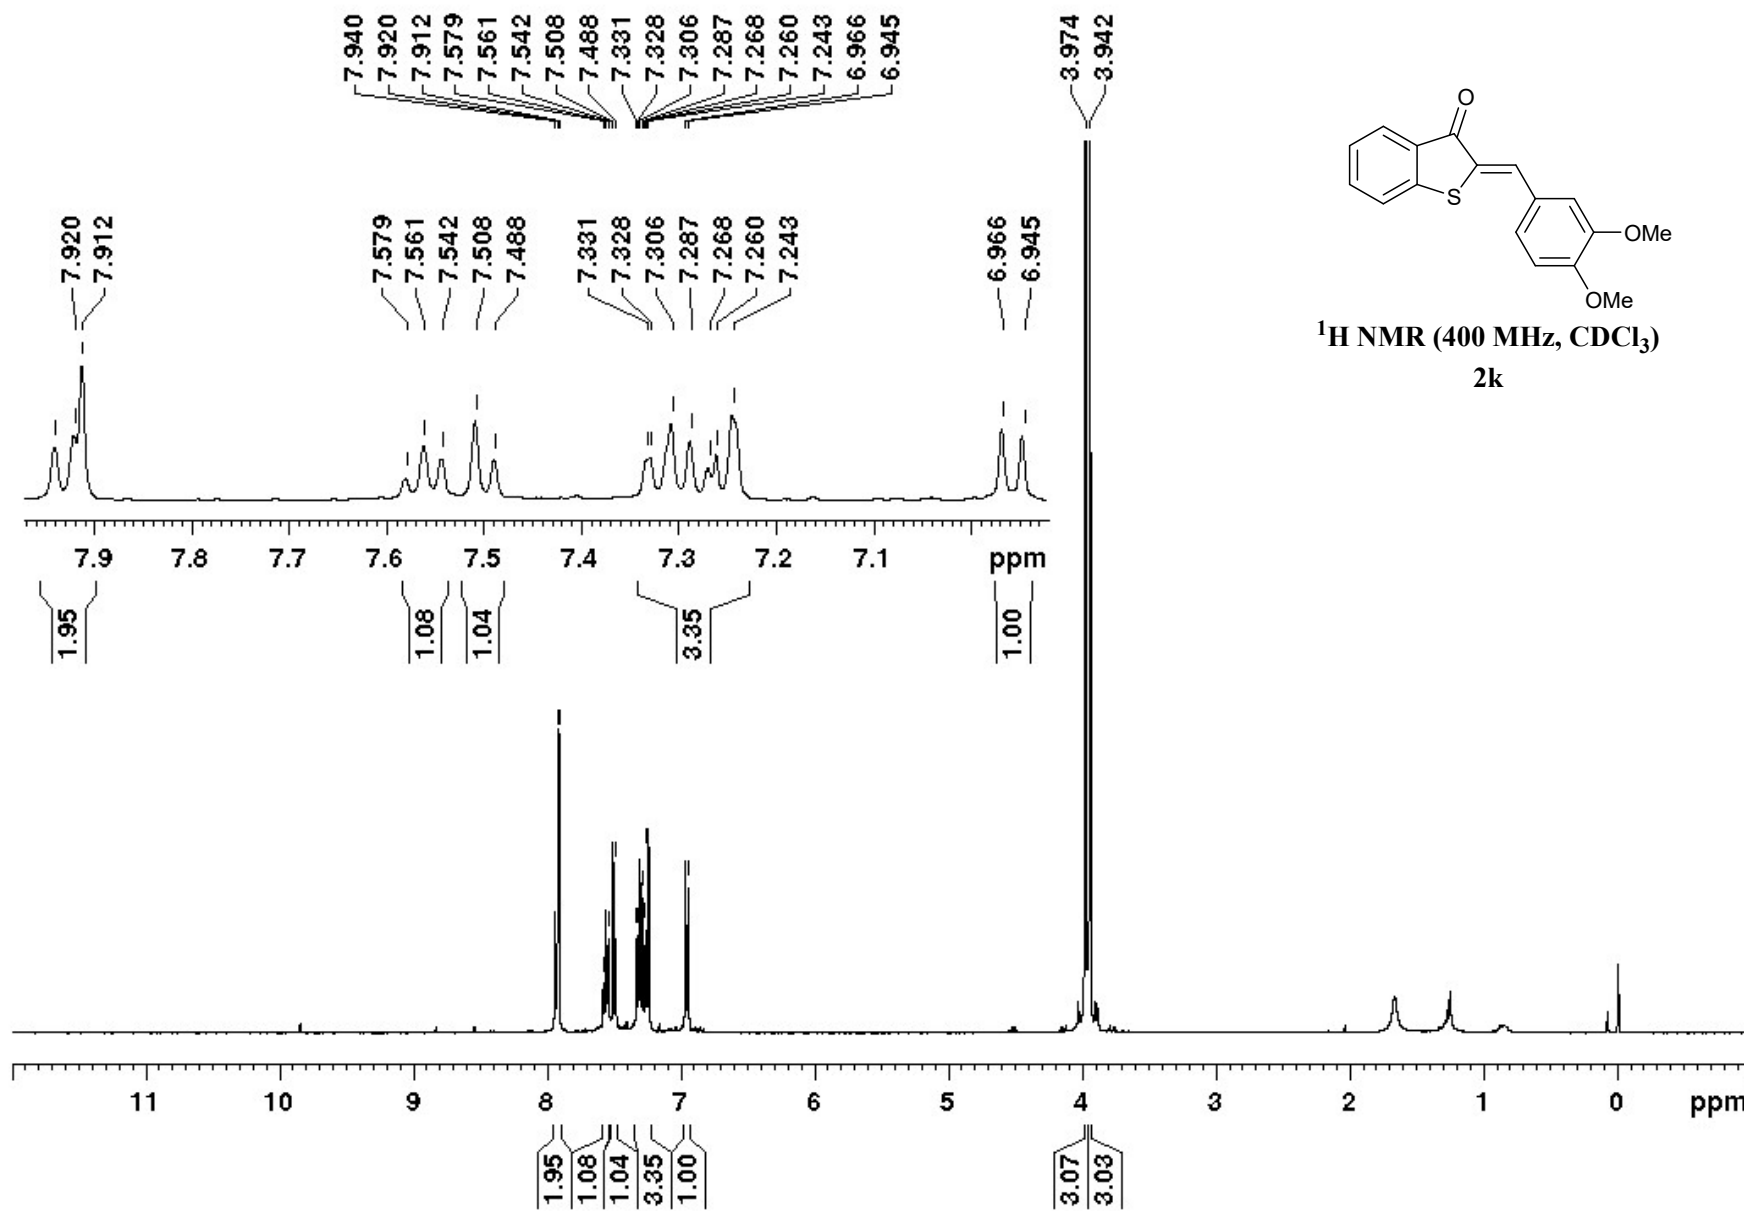 7.940 7.920 7.912 7.579 7.561 7.542 7.508 7.488 7.331 7.328 7.306 7.287 7.268 7.260 7.243 6.966 6.945 3.974 3.942
7.920 7.912 7.579 7.561 7.542 7.508 7.488 7.331 7.328 7.306 7.287 7.268 7.260 7.243 6.966 6.945
O
S
OMe
OMe
¹H NMR (400 MHz, CDCl₃)
2k
7.9 7.8 7.7 7.6 7.5 7.4 7.3 7.2 7.1 ppm
1.95 1.08 1.04 3.35 1.00
11 10 9 8 7 6 5 4 3 2 1 0 ppm
1.95 1.08 1.04 3.35 1.00 3.07 3.03